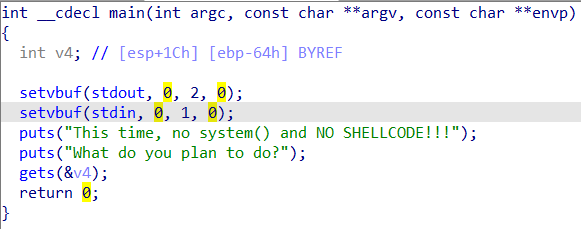 int __cdecl main(int argc, const char **argv, const char **envp)
{
  int v4; // [esp+1Ch] [ebp-64h] BYREF

  setvbuf(stdout, 0, 2, 0);
  setvbuf(stdin, 0, 1, 0);
  puts("This time, no system() and NO SHELLCODE!!!");
  puts("What do you plan to do?");
  gets(&v4);
  return 0;
}